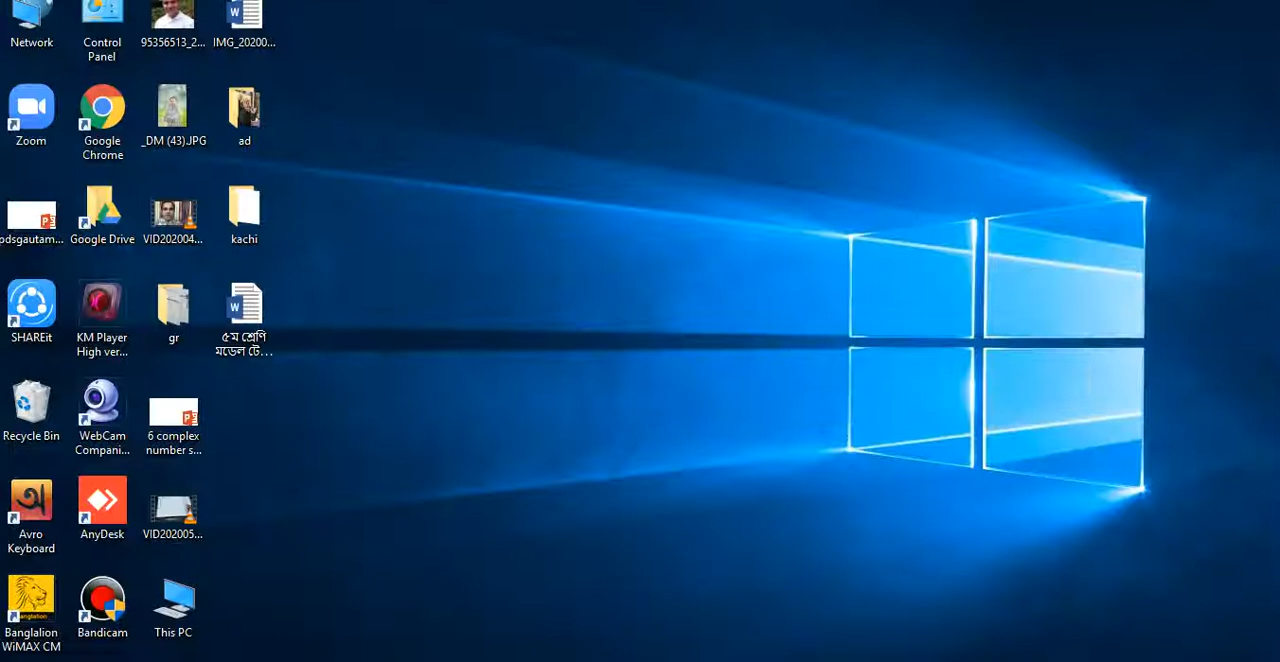 Network
Control
Panel
95356513_2...
IMG_20200...
Zoom
Google
Chrome
_DM (43).JPG
ad
pdsgautam...
Google Drive
VID202004...
kachi
SHAREit
KM Player
High ver...
gr
৫ম শ্রেণি
মডেল টে...
Recycle Bin
WebCam
Compani...
6 complex
number s...
Avro
Keyboard
AnyDesk
VID202005...
Banglalion
WiMAX CM
Bandicam
This PC